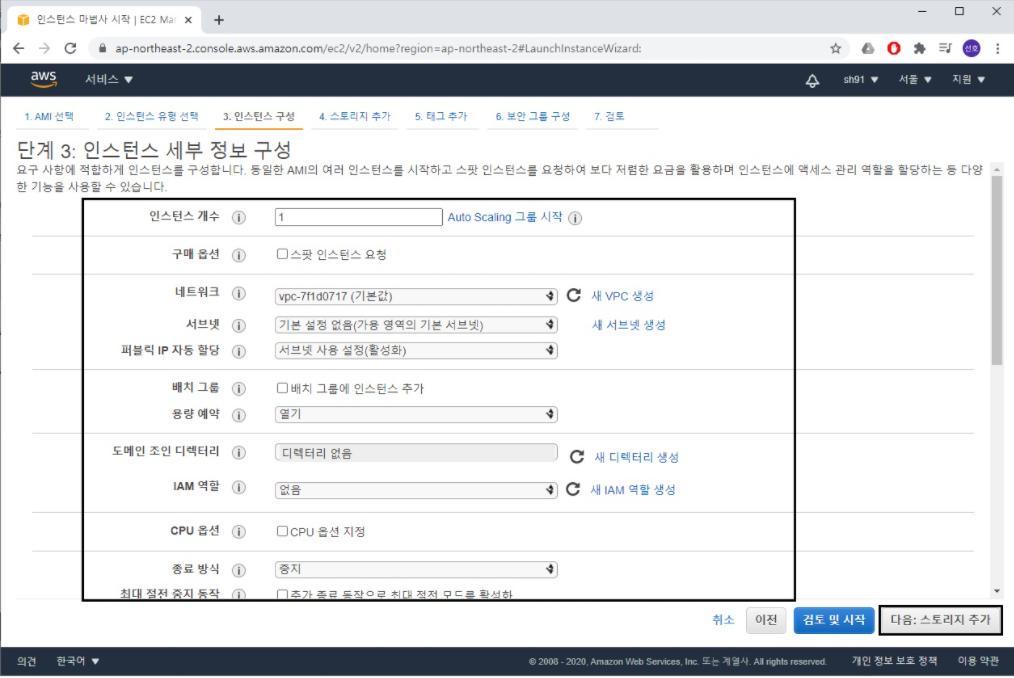 인스턴스 마법사 시작 | EC2 Ma
ap-northeast-2.console.aws.amazon.com/ec2/v2/home?region=ap-northeast-2#LaunchInstanceWizard:
선호
aws 서비스 sh91 서울 지원
1. AMI 선택 2. 인스턴스 유형 선택 3. 인스턴스 구성 4. 스토리지 추가 5. 태그 추가 6. 보안 그룹 구성 7. 검토
단계 3: 인스턴스 세부 정보 구성
요구 사항에 적합하게 인스턴스를 구성합니다. 동일한 AMI의 여러 인스턴스를 시작하고 스팟 인스턴스를 요청하여 보다 저렴한 요금을 활용하며 인스턴스에 액세스 관리 역할을 할당하는 등 다양
한 기능을 사용할 수 있습니다.
인스턴스 개수 1 Auto Scaling 그룹 시작
구매 옵션 스팟 인스턴스 요청
네트워크 vpc-7f1d0717 (기본값) 새 VPC 생성
서브넷 기본 설정 없음(가용 영역의 기본 서브넷) 새 서브넷 생성
퍼블릭 IP 자동 할당 서브넷 사용 설정(활성화)
배치 그룹 배치 그룹에 인스턴스 추가
용량 예약 열기
도메인 조인 디렉터리 디렉터리 없음 새 디렉터리 생성
IAM 역할 없음 새 IAM 역할 생성
CPU 옵션 CPU 옵션 지정
종료 방식 중지
최대 절전 중지 동작 추가 종료 동작으로 최대 절전 모드를 활성화
취소 이전 검토 및 시작 다음: 스토리지 추가
의견 한국어 © 2008 - 2020, Amazon Web Services, Inc. 또는 계열사. All rights reserved. 개인 정보 보호 정책 이용 약관